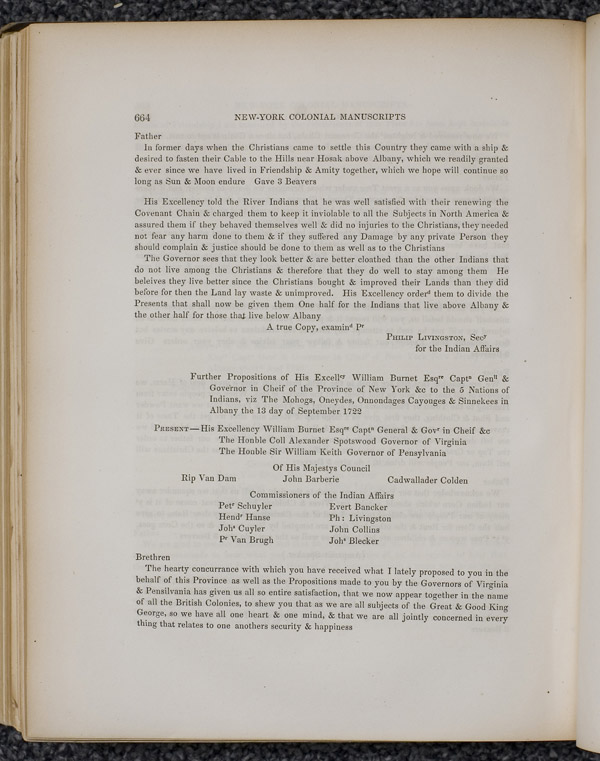 664 NEW-YORK COLONIAL MANUSCRIPTS
Father
In former days when the Christians came to settle this Country they came with a ship &
desired to fasten their Cable to the Hills near Hosak above Albany, which we readily granted
& ever since we have lived in Friendship & Amity together, which we hope will continue so
long as Sun & Moon endure Gave 3 Beavers
His Excellency told the River Indians that he was well satisfied with their renewing the
Covenant Chain & charged them to keep it inviolable to all the Subjects in North America &
assured them if they behaved themselves well & did no injuries to the Christians, they needed
not fear any harm done to them & if they suffered any Damage by any private Person they
should complain & justice should be done to them as well as to the Christians
The Governor sees that they look better & are better cloathed than the other Indians that
do not live among the Christians & therefore that they do well to stay among them He
beleives they live better since the Christians bought & improved their Lands than they did
before for then the Land lay waste & unimproved. His Excellency orderᵈ them to divide the
Presents that shall now be given them One half for the Indians that live above Albany &
the other half for those that live below Albany
A true Copy, examinᵈ Pʳ
Philip Livingston, Secʸ
for the Indian Affairs
Further Propositions of His Excellᶜʸ William Burnet Esqʳᵉ Captⁿ Genˡˡ &
Governor in Cheif of the Province of New York &c to the 5 Nations of
Indians, viz The Mohogs, Oneydes, Onnondages Cayouges & Sinnekees in
Albany the 13 day of September 1722
Present—His Excellency William Burnet Esqʳᵉ Captⁿ General & Govʳ in Cheif &c
The Honble Coll Alexander Spotswood Governor of Virginia
The Honble Sir William Keith Governor of Pensylvania
Of His Majestys Council
Rip Van Dam John Barberie Cadwallader Colden
Commissioners of the Indian Affairs
Petʳ Schuyler Evert Bancker
Hendʳ Hanse Ph: Livingston
Johˢ Cuyler John Collins
Pʳ Van Brugh Johˢ Blecker
Brethren
The hearty concurrance with which you have received what I lately proposed to you in the
behalf of this Province as well as the Propositions made to you by the Governors of Virginia
& Pensilvania has given us all so entire satisfaction, that we now appear together in the name
of all the British Colonies, to shew you that as we are all subjects of the Great & Good King
George, so we have all one heart & one mind, & that we are all jointly concerned in every
thing that relates to one anothers security & happiness